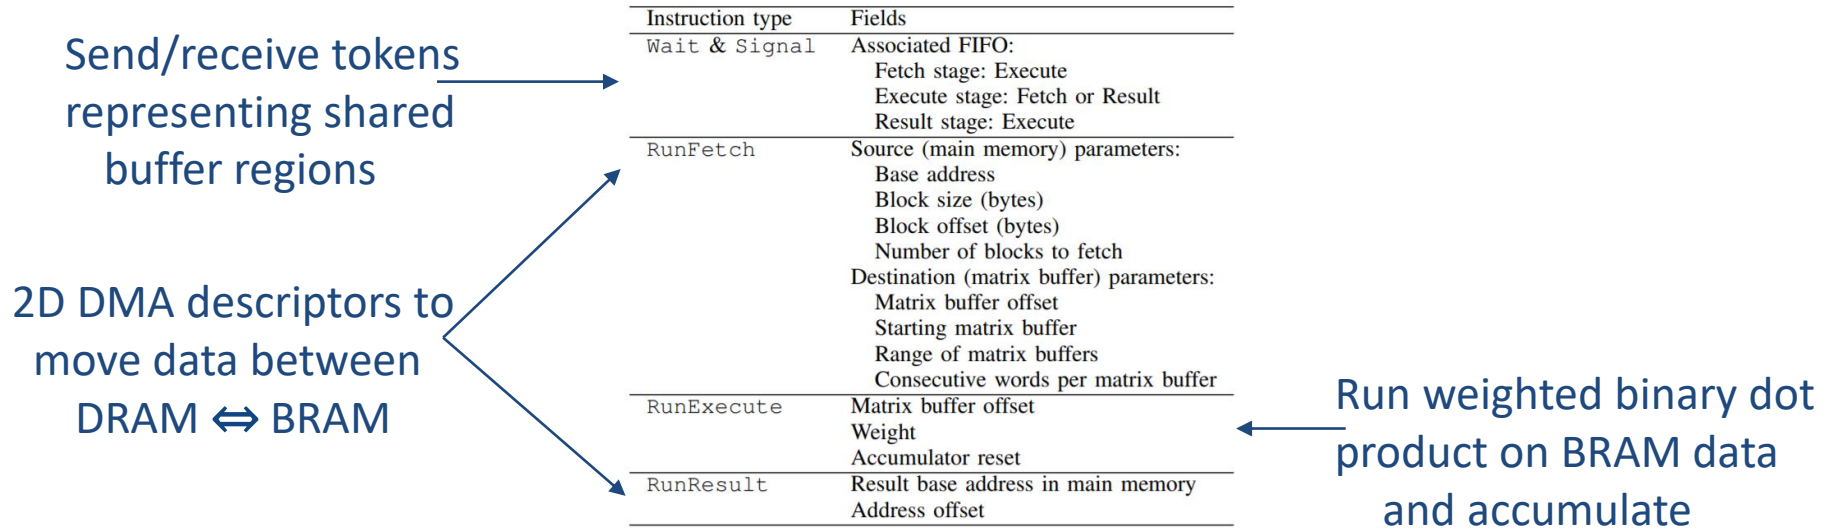 Send/receive tokens
representing shared
buffer regions
2D DMA descriptors to
move data between
DRAM ⇔ BRAM
Instruction type Fields
Wait & Signal Associated FIFO:
Fetch stage: Execute
Execute stage: Fetch or Result
Result stage: Execute
RunFetch Source (main memory) parameters:
Base address
Block size (bytes)
Block offset (bytes)
Number of blocks to fetch
Destination (matrix buffer) parameters:
Matrix buffer offset
Starting matrix buffer
Range of matrix buffers
Consecutive words per matrix buffer
RunExecute Matrix buffer offset
Weight
Accumulator reset
RunResult Result base address in main memory
Address offset
Run weighted binary dot
product on BRAM data
and accumulate